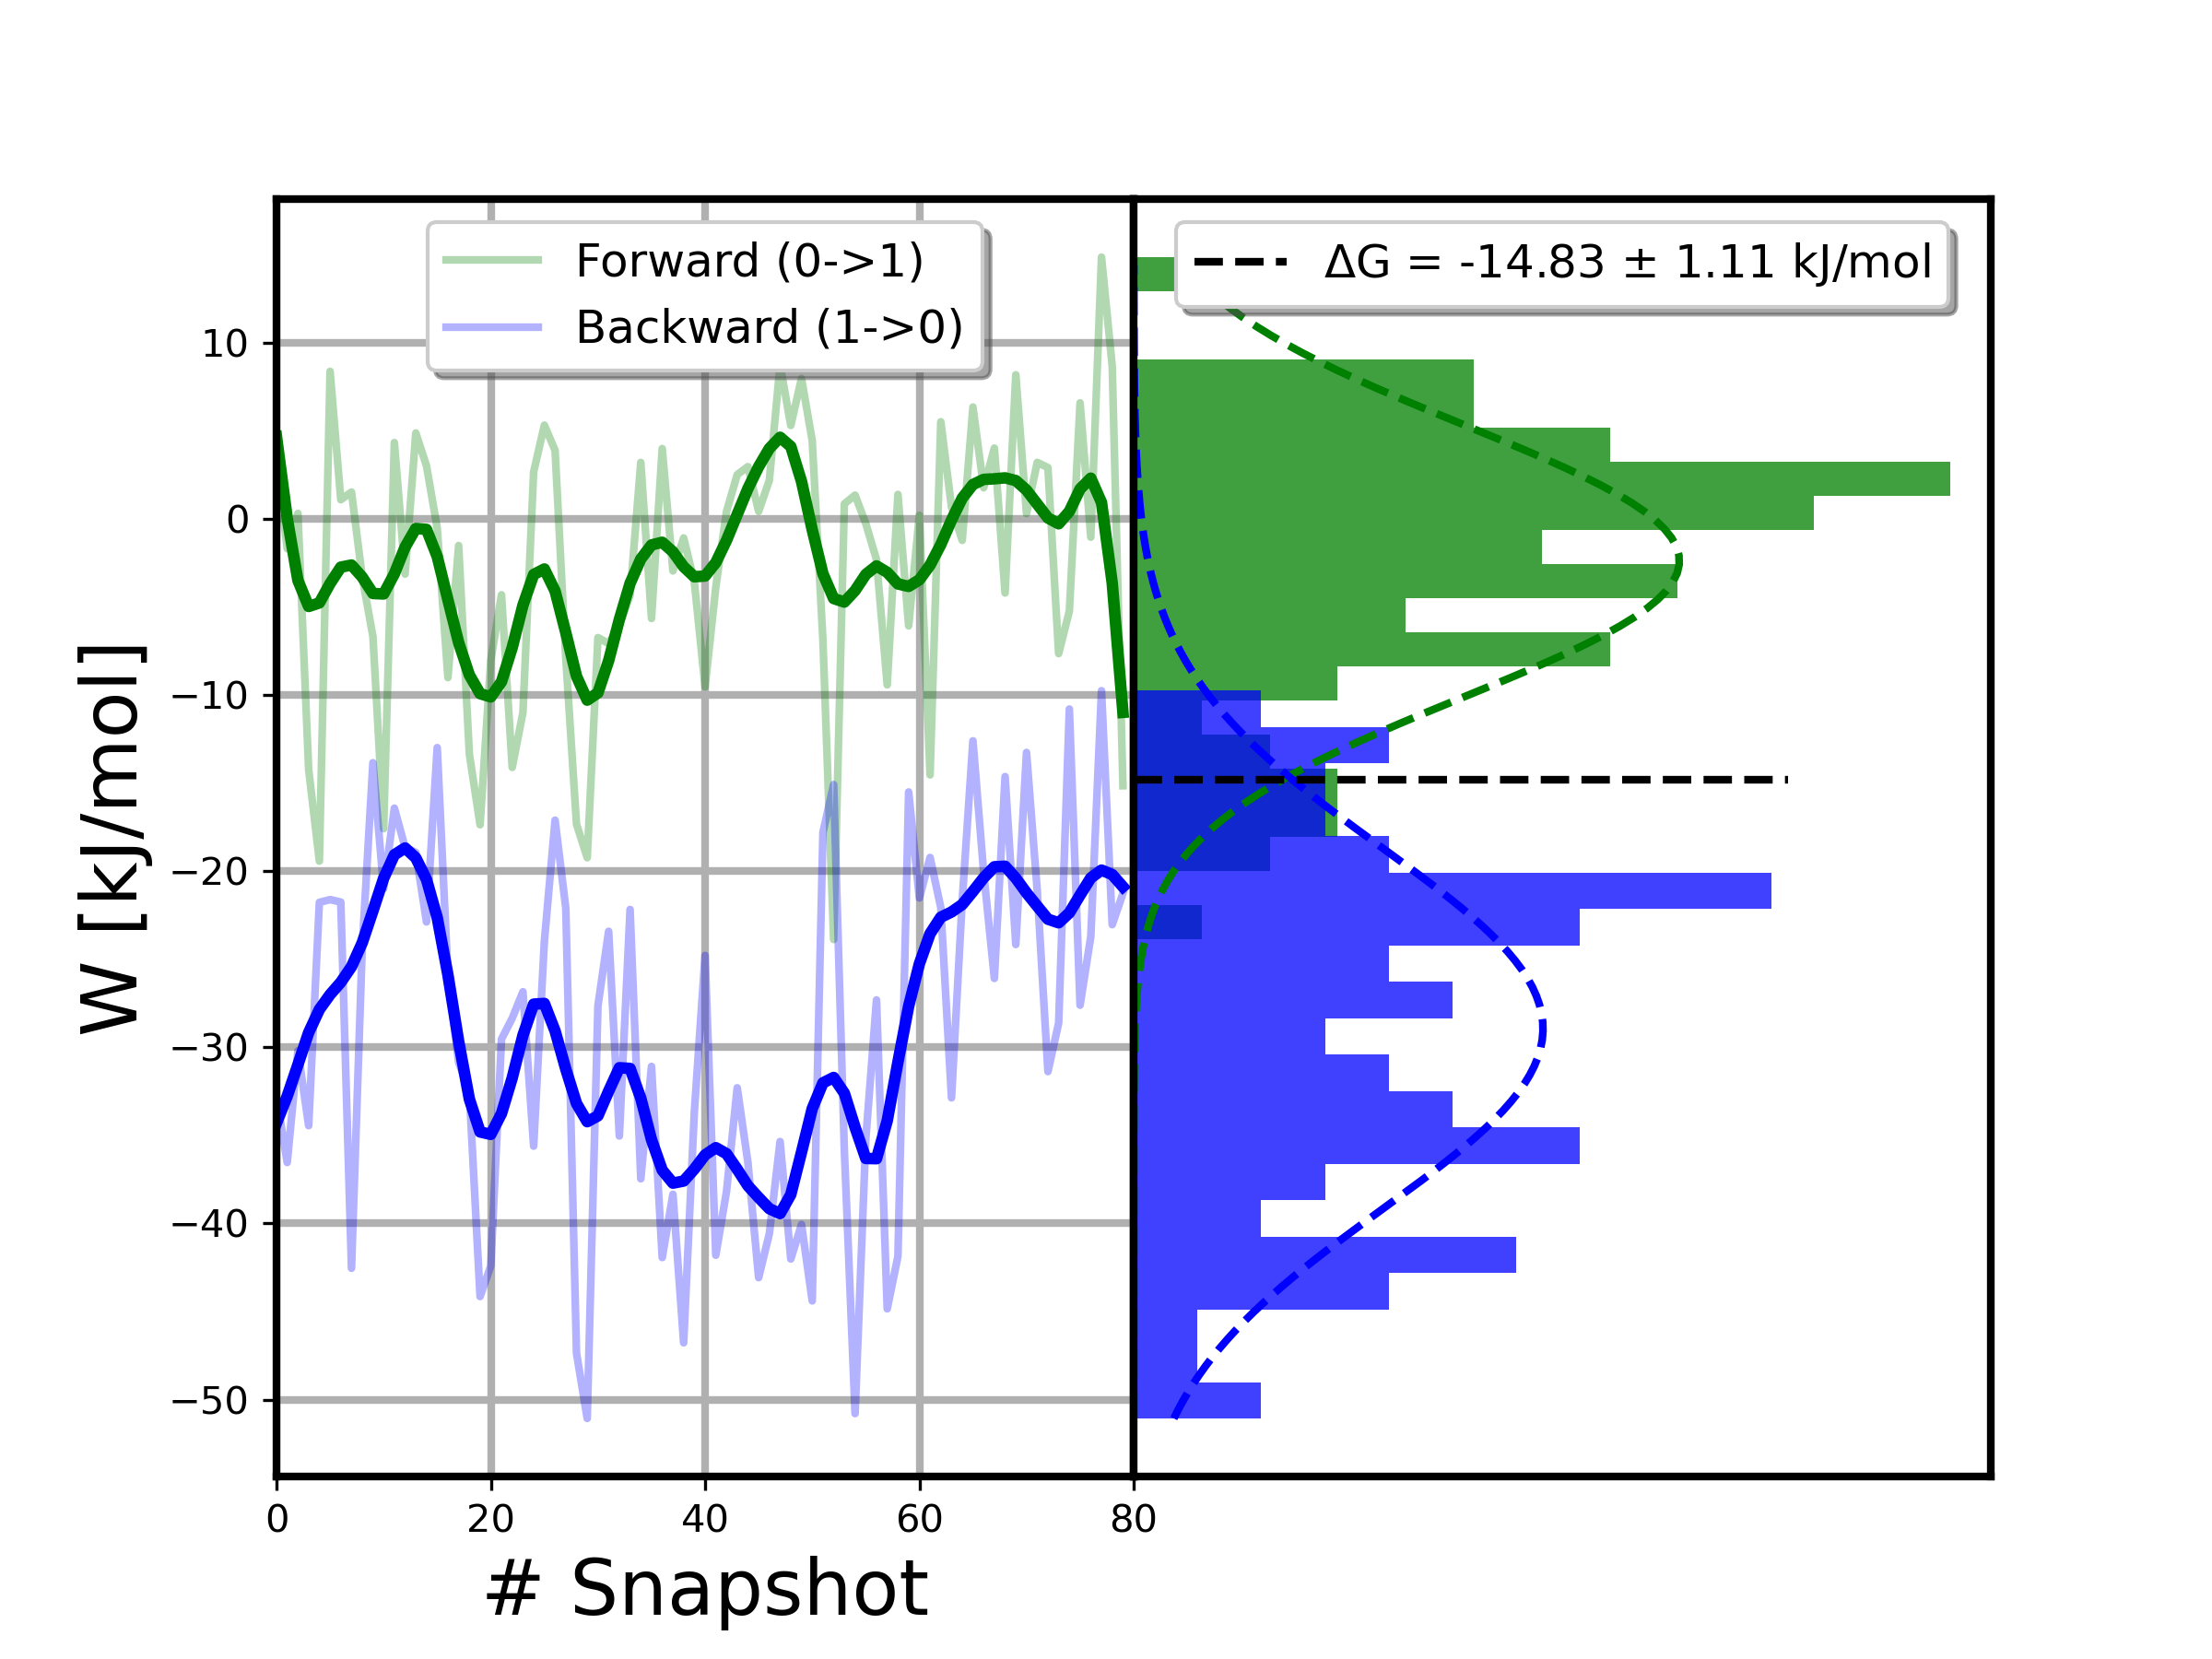 Forward (0->1)
Backward (1->0)
ΔG = -14.83 ± 1.11 kJ/mol
W [kJ/mol]
10
0
−10
−20
−30
−40
−50
0 20 40 60 80
# Snapshot